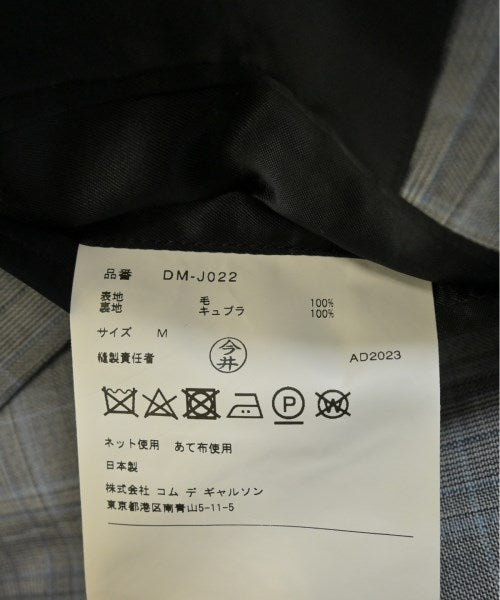 品番 DM-J022
表地 毛 100%
裏地 キュプラ 100%
サイズ M
縫製責任者 今井 AD2023
P W
ネット使用 あて布使用
日本製
株式会社 コム デ ギャルソン
東京都港区南青山5-11-5